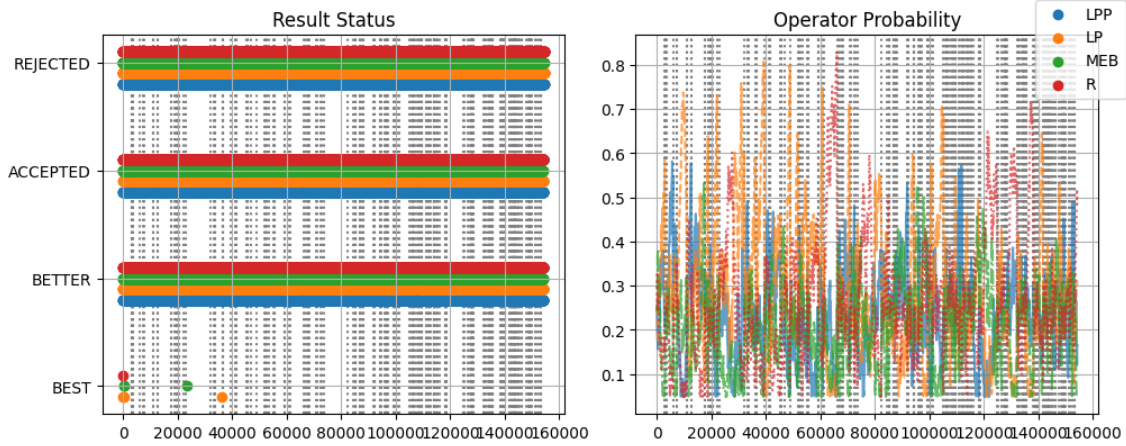 Result Status
REJECTED
ACCEPTED
BETTER
BEST
0 20000 40000 60000 80000 100000 120000 140000 160000
Operator Probability
0.8
0.7
0.6
0.5
0.4
0.3
0.2
0.1
0 20000 40000 60000 80000 100000 120000 140000 160000
LPP
LP
MEB
R